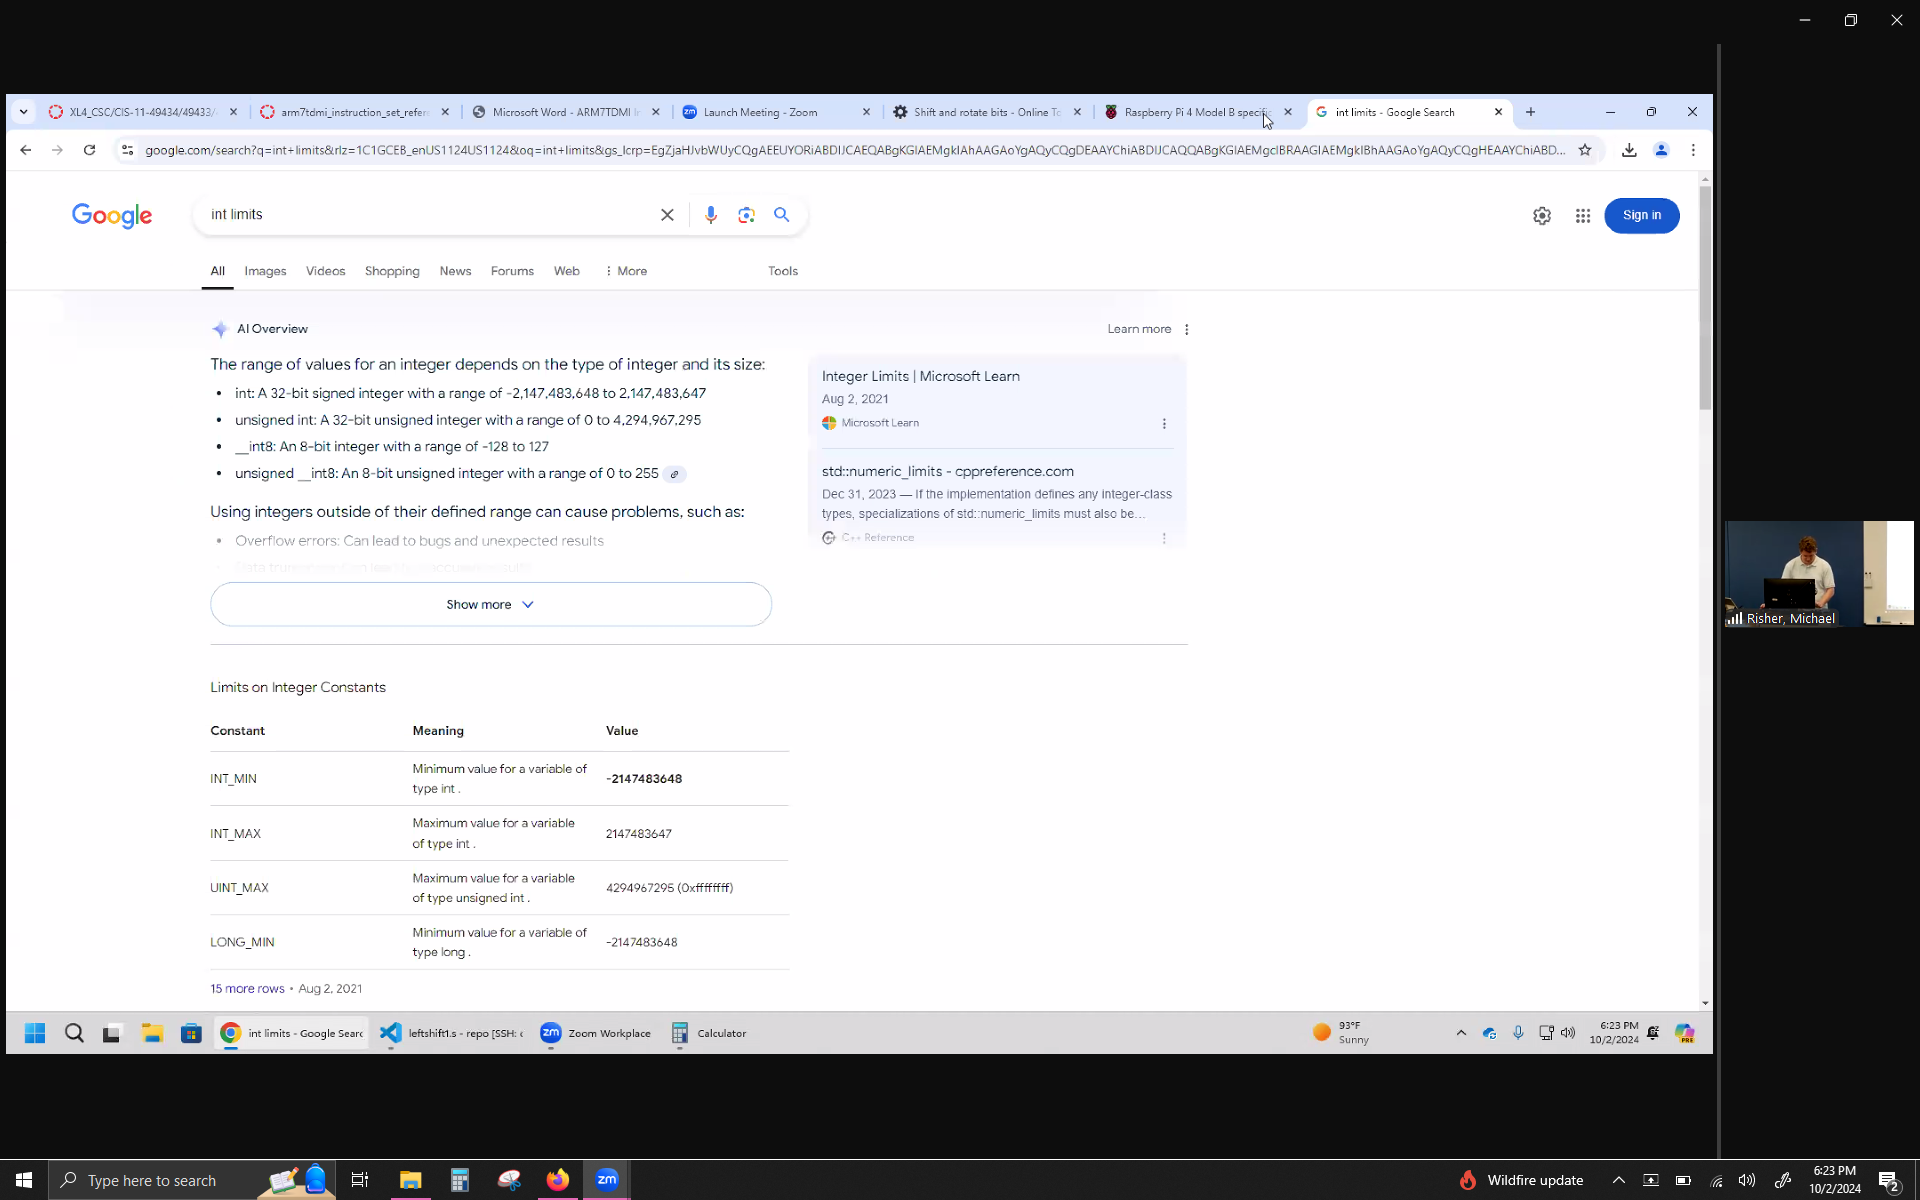 XL4_CSC/CIS-11-49434/49433/
arm7tdmi_instruction_set_refere
Microsoft Word - ARM7TDMI
Launch Meeting - Zoom
Shift and rotate bits - Online To
Raspberry Pi 4 Model B specific
int limits - Google Search
google.com/search?q=int+limits&rlz=1C1GCEB_enUS1124US1124&oq=int+limits&gs_lcrp=
Google
int limits
Sign in
All
Images
Videos
Shopping
News
Forums
Web
More
Tools
AI Overview
Learn more
The range of values for an integer depends on the type of integer and its size:
• int: A 32-bit signed integer with a range of -2,147,483,648 to 2,147,483,647
• unsigned int: A 32-bit unsigned integer with a range of 0 to 4,294,967,295
• __int8: An 8-bit integer with a range of -128 to 127
• unsigned __int8: An 8-bit unsigned integer with a range of 0 to 255
Using integers outside of their defined range can cause problems, such as:
• Overflow errors: Can lead to bugs and unexpected results
Show more
Integer Limits | Microsoft Learn
Aug 2, 2021
Microsoft Learn
std::numeric_limits - cppreference.com
Dec 31, 2023 — If the implementation defines any integer-class
types, specializations of std::numeric_limits must also be...
C++ Reference
Limits on Integer Constants
Constant Meaning Value
INT_MIN Minimum value for a variable of type int . -2147483648
INT_MAX Maximum value for a variable of type int . 2147483647
UINT_MAX Maximum value for a variable of type unsigned int . 4294967295 (0xffffffff)
LONG_MIN Minimum value for a variable of type long . -2147483648
15 more rows • Aug 2, 2021
Risher, Michael
int limits - Google Searc
leftshift1.s - repo [SSH: c
Zoom Workplace
Calculator
93°F
Sunny
6:23 PM
10/2/2024
Type here to search
Wildfire update
6:23 PM
10/2/2024
2